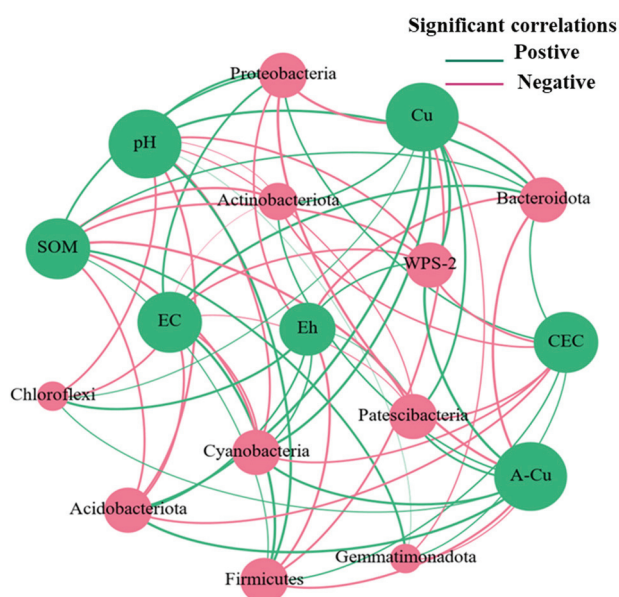 Significant correlations
Postive
Negative
Proteobacteria
Cu
pH
Actinobacteriota
Bacteroidota
SOM
WPS-2
EC
Eh
CEC
Chloroflexi
Patescibacteria
Cyanobacteria
A-Cu
Acidobacteriota
Gemmatimonadota
Firmicutes